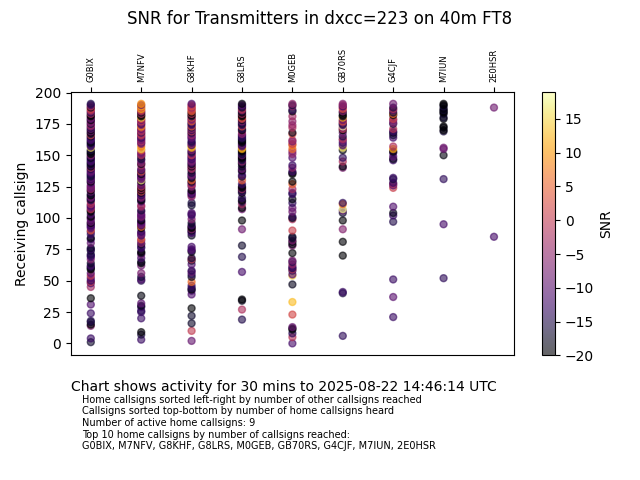 SNR for Transmitters in dxcc=223 on 40m FT8
G0BIX M7NFV G8KHF G8LRS M0GEB GB70RS G4CJF M7IUN 2E0HSR
200
175
150
125
100
75
50
25
0
Receiving callsign
15
10
5
0
−5
−10
−15
−20
SNR
Chart shows activity for 30 mins to 2025-08-22 14:46:14 UTC
Home callsigns sorted left-right by number of other callsigns reached
Callsigns sorted top-bottom by number of home callsigns heard
Number of active home callsigns: 9
Top 10 home callsigns by number of callsigns reached:
G0BIX, M7NFV, G8KHF, G8LRS, M0GEB, GB70RS, G4CJF, M7IUN, 2E0HSR